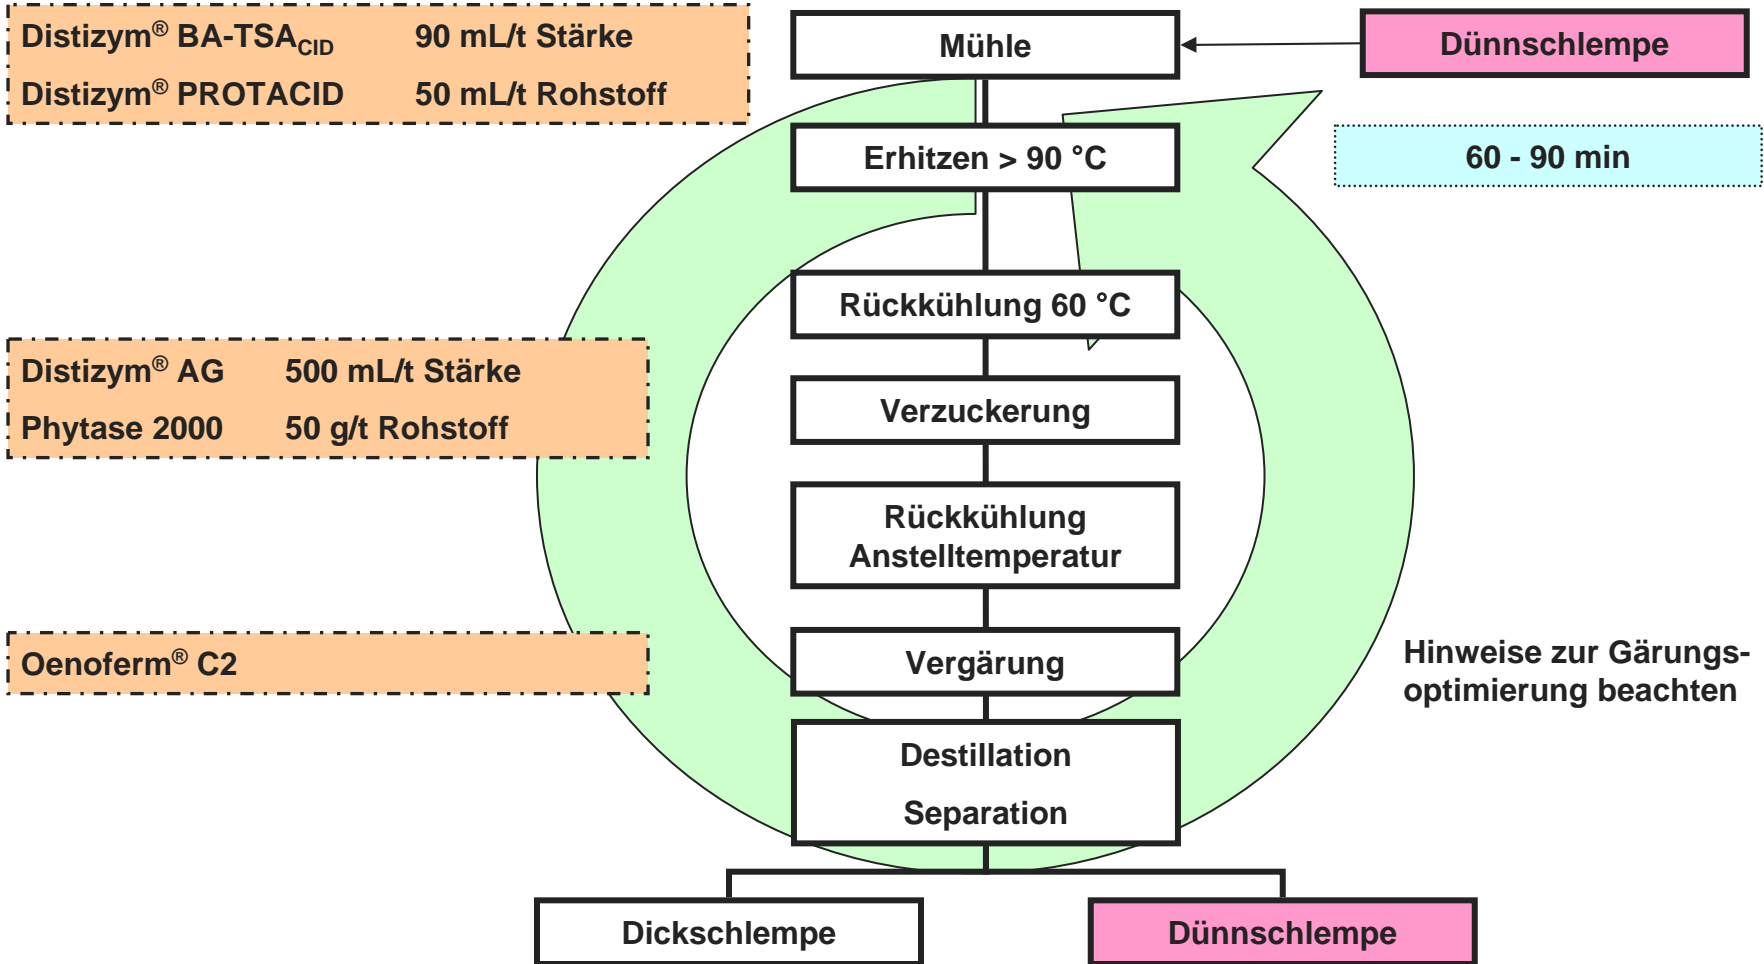 Distizym® BA-TSACID 90 mL/t Stärke
Distizym® PROTACID 50 mL/t Rohstoff
Mühle
Dünnschlempe
Erhitzen > 90 °C
60 - 90 min
Rückkühlung 60 °C
Distizym® AG 500 mL/t Stärke
Phytase 2000 50 g/t Rohstoff
Verzuckerung
Rückkühlung
Anstelltemperatur
Oenoferm® C2
Vergärung
Hinweise zur Gärungs-
optimierung beachten
Destillation
Separation
Dickschlempe
Dünnschlempe